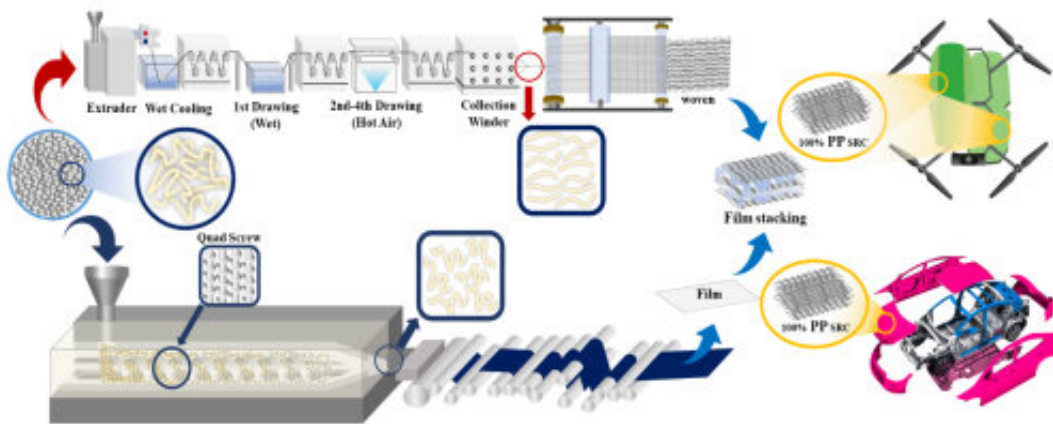 Extruder
Wet Cooling
1st Drawing
(Wet)
2nd-4th Drawing
(Hot Air)
Collection
Winder
woven
100% PP SRC
Film stacking
Quad Screw
Film
100% PP SRC